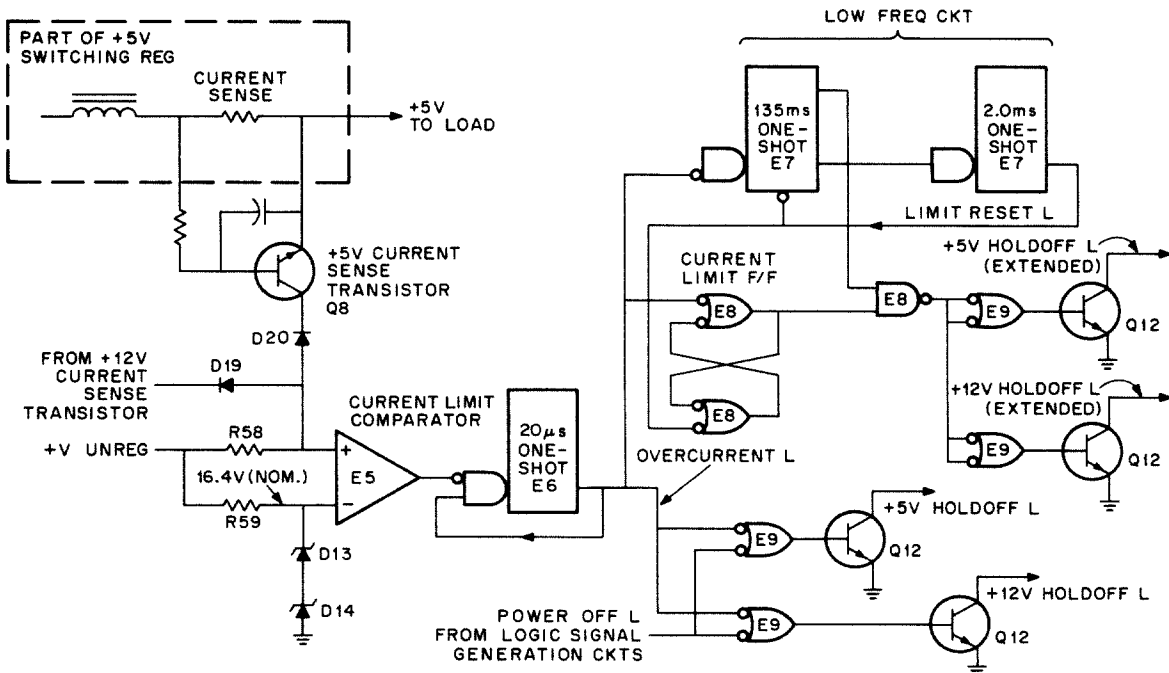 LOW FREQ CKT
PART OF +5V
SWITCHING REG
CURRENT
SENSE
+5V
TO LOAD
135ms
ONE-
SHOT
E7
2.0ms
ONE-
SHOT
E7
LIMIT RESET L
+5V CURRENT
SENSE
TRANSISTOR
Q8
CURRENT
LIMIT F/F
+5V HOLDOFF L
(EXTENDED)
E8
E8
E9
Q12
D20
FROM +12V
CURRENT
SENSE
TRANSISTOR
D19
E8
+12V HOLDOFF L
(EXTENDED)
CURRENT LIMIT
COMPARATOR
+V UNREG
R58
16.4V (NOM.)
R59
+
E5
–
20µs
ONE-
SHOT
E6
OVERCURRENT L
E9
Q12
+5V HOLDOFF L
D13
E9
Q12
D14
+12V HOLDOFF L
POWER OFF L
FROM LOGIC SIGNAL
GENERATION CKTS
E9
Q12